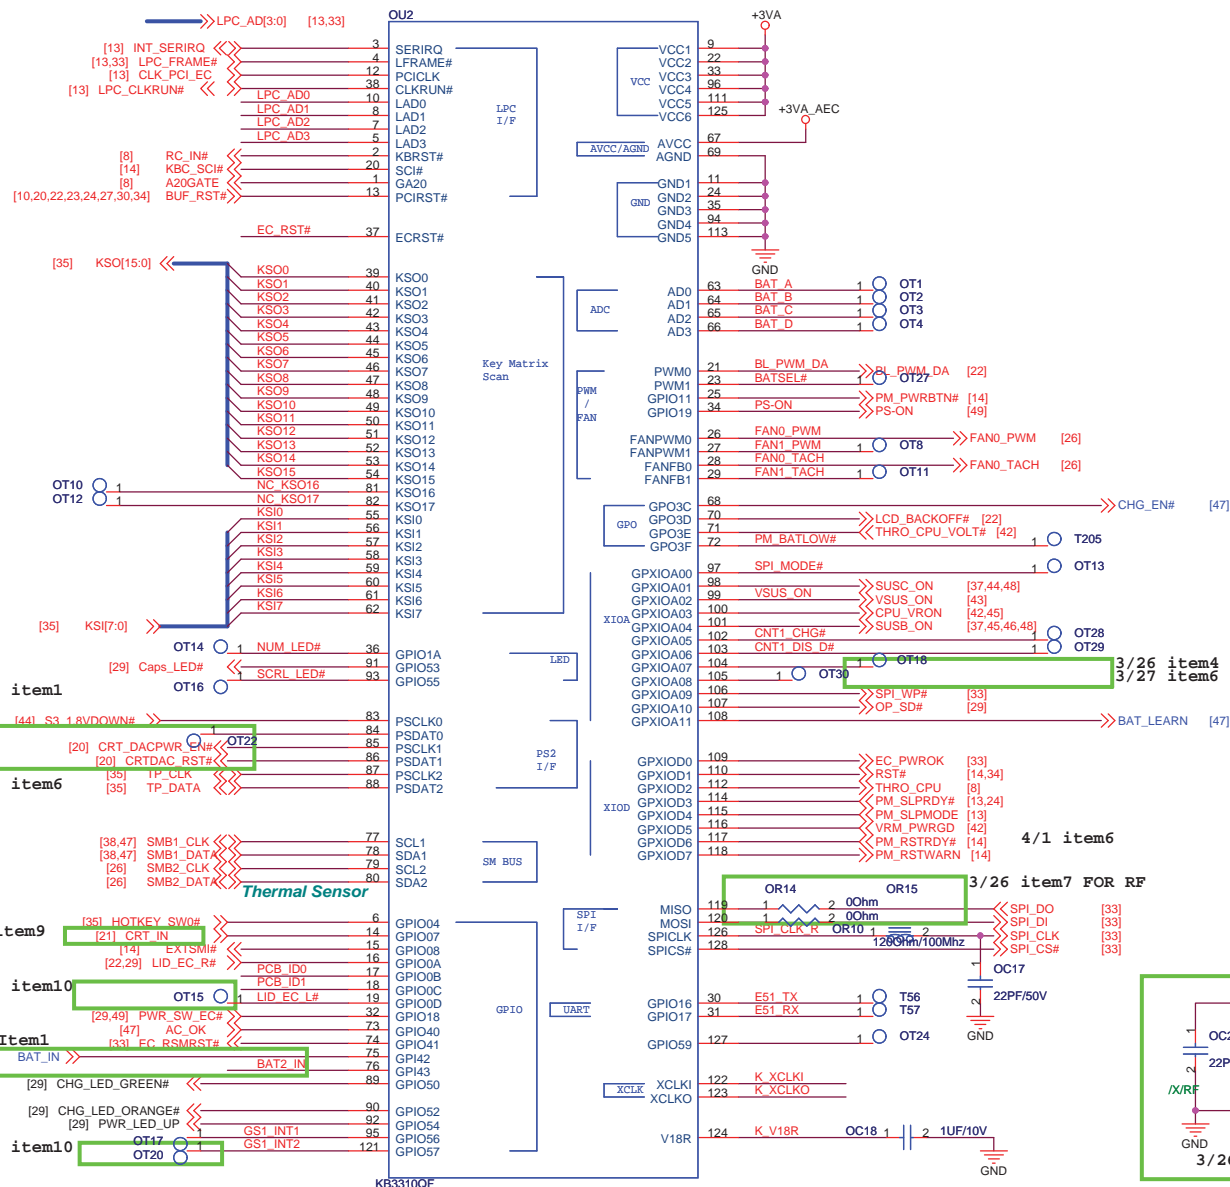 LPC_AD[3:0] [13,33]
OU2
+3VA
[13] INT_SERIRQ 3 SERIRQ
[13,33] LPC_FRAME# 4 LFRAME#
[13] CLK_PCI_EC 12 PCICLK
[13] LPC_CLKRUN# 38 CLKRUN#
LPC_AD0 10 LAD0
LPC_AD1 8 LAD1
LPC_AD2 7 LAD2
LPC_AD3 5 LAD3
[8] RC_IN# 2 KBRST#
[14] KBC_SCI# 20 SCI#
[8] A20GATE 1 GA20
[10,20,22,23,24,27,30,34] BUF_RST# 13 PCIRST#
LPC
I/F
EC_RST# 37 ECRST#
[35] KSO[15:0]
KSO0 39 KSO0
KSO1 40 KSO1
KSO2 41 KSO2
KSO3 42 KSO3
KSO4 43 KSO4
KSO5 44 KSO5
KSO6 45 KSO6
KSO7 46 KSO7
KSO8 47 KSO8
KSO9 48 KSO9
KSO10 49 KSO10
KSO11 50 KSO11
KSO12 51 KSO12
KSO13 52 KSO13
KSO14 53 KSO14
KSO15 54 KSO15
OT10 1 NC_KSO16 81 KSO16
OT12 1 NC_KSO17 82 KSO17
KSI0 55 KSI0
KSI1 56 KSI1
KSI2 57 KSI2
KSI3 58 KSI3
KSI4 59 KSI4
KSI5 60 KSI5
KSI6 61 KSI6
KSI7 62 KSI7
[35] KSI[7:0]
Key Matrix
Scan
OT14 1 NUM_LED# 36 GPIO1A
[29] Caps_LED# 91 GPIO53
OT16 1 SCRL_LED# 93 GPIO55
LED
item1
[44] S3_1.8VDOWN# 83 PSCLK0
OT22 1 84 PSDAT0
[20] CRT_DACPWR_EN# 85 PSCLK1
[20] CRTDAC_RST# 86 PSDAT1
[35] TP_CLK 87 PSCLK2
[35] TP_DATA 88 PSDAT2
item6
PS2
I/F
[38,47] SMB1_CLK 77 SCL1
[38,47] SMB1_DATA 78 SDA1
[26] SMB2_CLK 79 SCL2
[26] SMB2_DATA 80 SDA2
SM BUS
Thermal Sensor
[35] HOTKEY_SW0# 6 GPIO04
item9 [21] CRT_IN 14 GPIO07
[14] EXTSMI# 15 GPIO08
[22,29] LID_EC_R# 16 GPIO0A
PCB_ID0 17 GPIO0B
PCB_ID1 18 GPIO0C
item10 OT15 1 LID_EC_L# 19 GPIO0D
[29,49] PWR_SW_EC# 32 GPIO18
[47] AC_OK 73 GPIO40
[33] EC_RSMRST# 74 GPIO41
Item1
BAT_IN 75 GPI42
BAT2_IN 76 GPI43
[29] CHG_LED_GREEN# 89 GPIO50
[29] CHG_LED_ORANGE# 90 GPIO52
[29] PWR_LED_UP 92 GPIO54
OT17 1 GS1_INT1 95 GPIO56
item10 OT20 1 GS1_INT2 121 GPIO57
GPIO
KB3310QF
VCC
VCC1 9
VCC2 22
VCC3 33
VCC4 96
VCC5 111
VCC6 125
+3VA_AEC
AVCC/AGND
AVCC 67
AGND 69
GND
GND1 11
GND2 24
GND3 35
GND4 94
GND5 113
GND
ADC
AD0 63 BAT_A 1 OT1
AD1 64 BAT_B 1 OT2
AD2 65 BAT_C 1 OT3
AD3 66 BAT_D 1 OT4
PWM
/
FAN
PWM0 21 BL_PWM_DA BL_PWM_DA [22]
PWM1 23 BATSEL# 1 OT27
GPIO11 25 PM_PWRBTN# [14]
GPIO19 34 PS-ON PS-ON [49]
FANPWM0 26 FAN0_PWM FAN0_PWM [26]
FANPWM1 27 FAN1_PWM 1 OT8
FANFB0 28 FAN0_TACH FAN0_TACH [26]
FANFB1 29 FAN1_TACH 1 OT11
GPO
GPO3C 68 CHG_EN# [47]
GPO3D 70 LCD_BACKOFF# [22]
GPO3E 71 THRO_CPU_VOLT# [42]
GPO3F 72 PM_BATLOW# 1 T205
XIOA
GPXIOA00 97 SPI_MODE# 1 OT13
GPXIOA01 98 SUSC_ON [37,44,48]
GPXIOA02 99 VSUS_ON VSUS_ON [43]
GPXIOA03 100 CPU_VRON [42,45]
GPXIOA04 101 SUSB_ON [37,45,46,48]
GPXIOA05 102 CNT1_CHG# 1 OT28
GPXIOA06 103 CNT1_DIS_D# 1 OT29
GPXIOA07 104 1 OT18
GPXIOA08 105 1 OT30
3/26 item4
3/27 item6
GPXIOA09 106 SPI_WP# [33]
GPXIOA10 107 OP_SD# [29]
GPXIOA11 108 BAT_LEARN [47]
XIOD
GPXIOD0 109 EC_PWROK [33]
GPXIOD1 110 RST# [14,34]
GPXIOD2 112 THRO_CPU [8]
GPXIOD3 114 PM_SLPRDY# [13,24]
GPXIOD4 115 PM_SLPMODE [13]
GPXIOD5 116 VRM_PWRGD [42]
GPXIOD6 117 PM_RSTRDY# [14]
GPXIOD7 118 PM_RSTWARN [14]
4/1 item6
3/26 item7 FOR RF
OR14 OR15
SPI
I/F
MISO 119 1 2 0Ohm SPI_DO [33]
MOSI 120 1 2 0Ohm SPI_DI [33]
SPICLK 126 SPI_CLK_R OR10 1 2 SPI_CLK [33]
120Ohm/100Mhz
SPICS# 128 SPI_CS# [33]
1 OC17
2 22PF/50V
GND
UART
GPIO16 30 E51_TX 1 T56
GPIO17 31 E51_RX 1 T57
GPIO59 127 1 OT24
XCLK
XCLKI 122 K_XCLKI
XCLKO 123 K_XCLKO
V18R 124 K_V18R OC18 1 2 1UF/10V
GND
1
2
/X/RF
GND